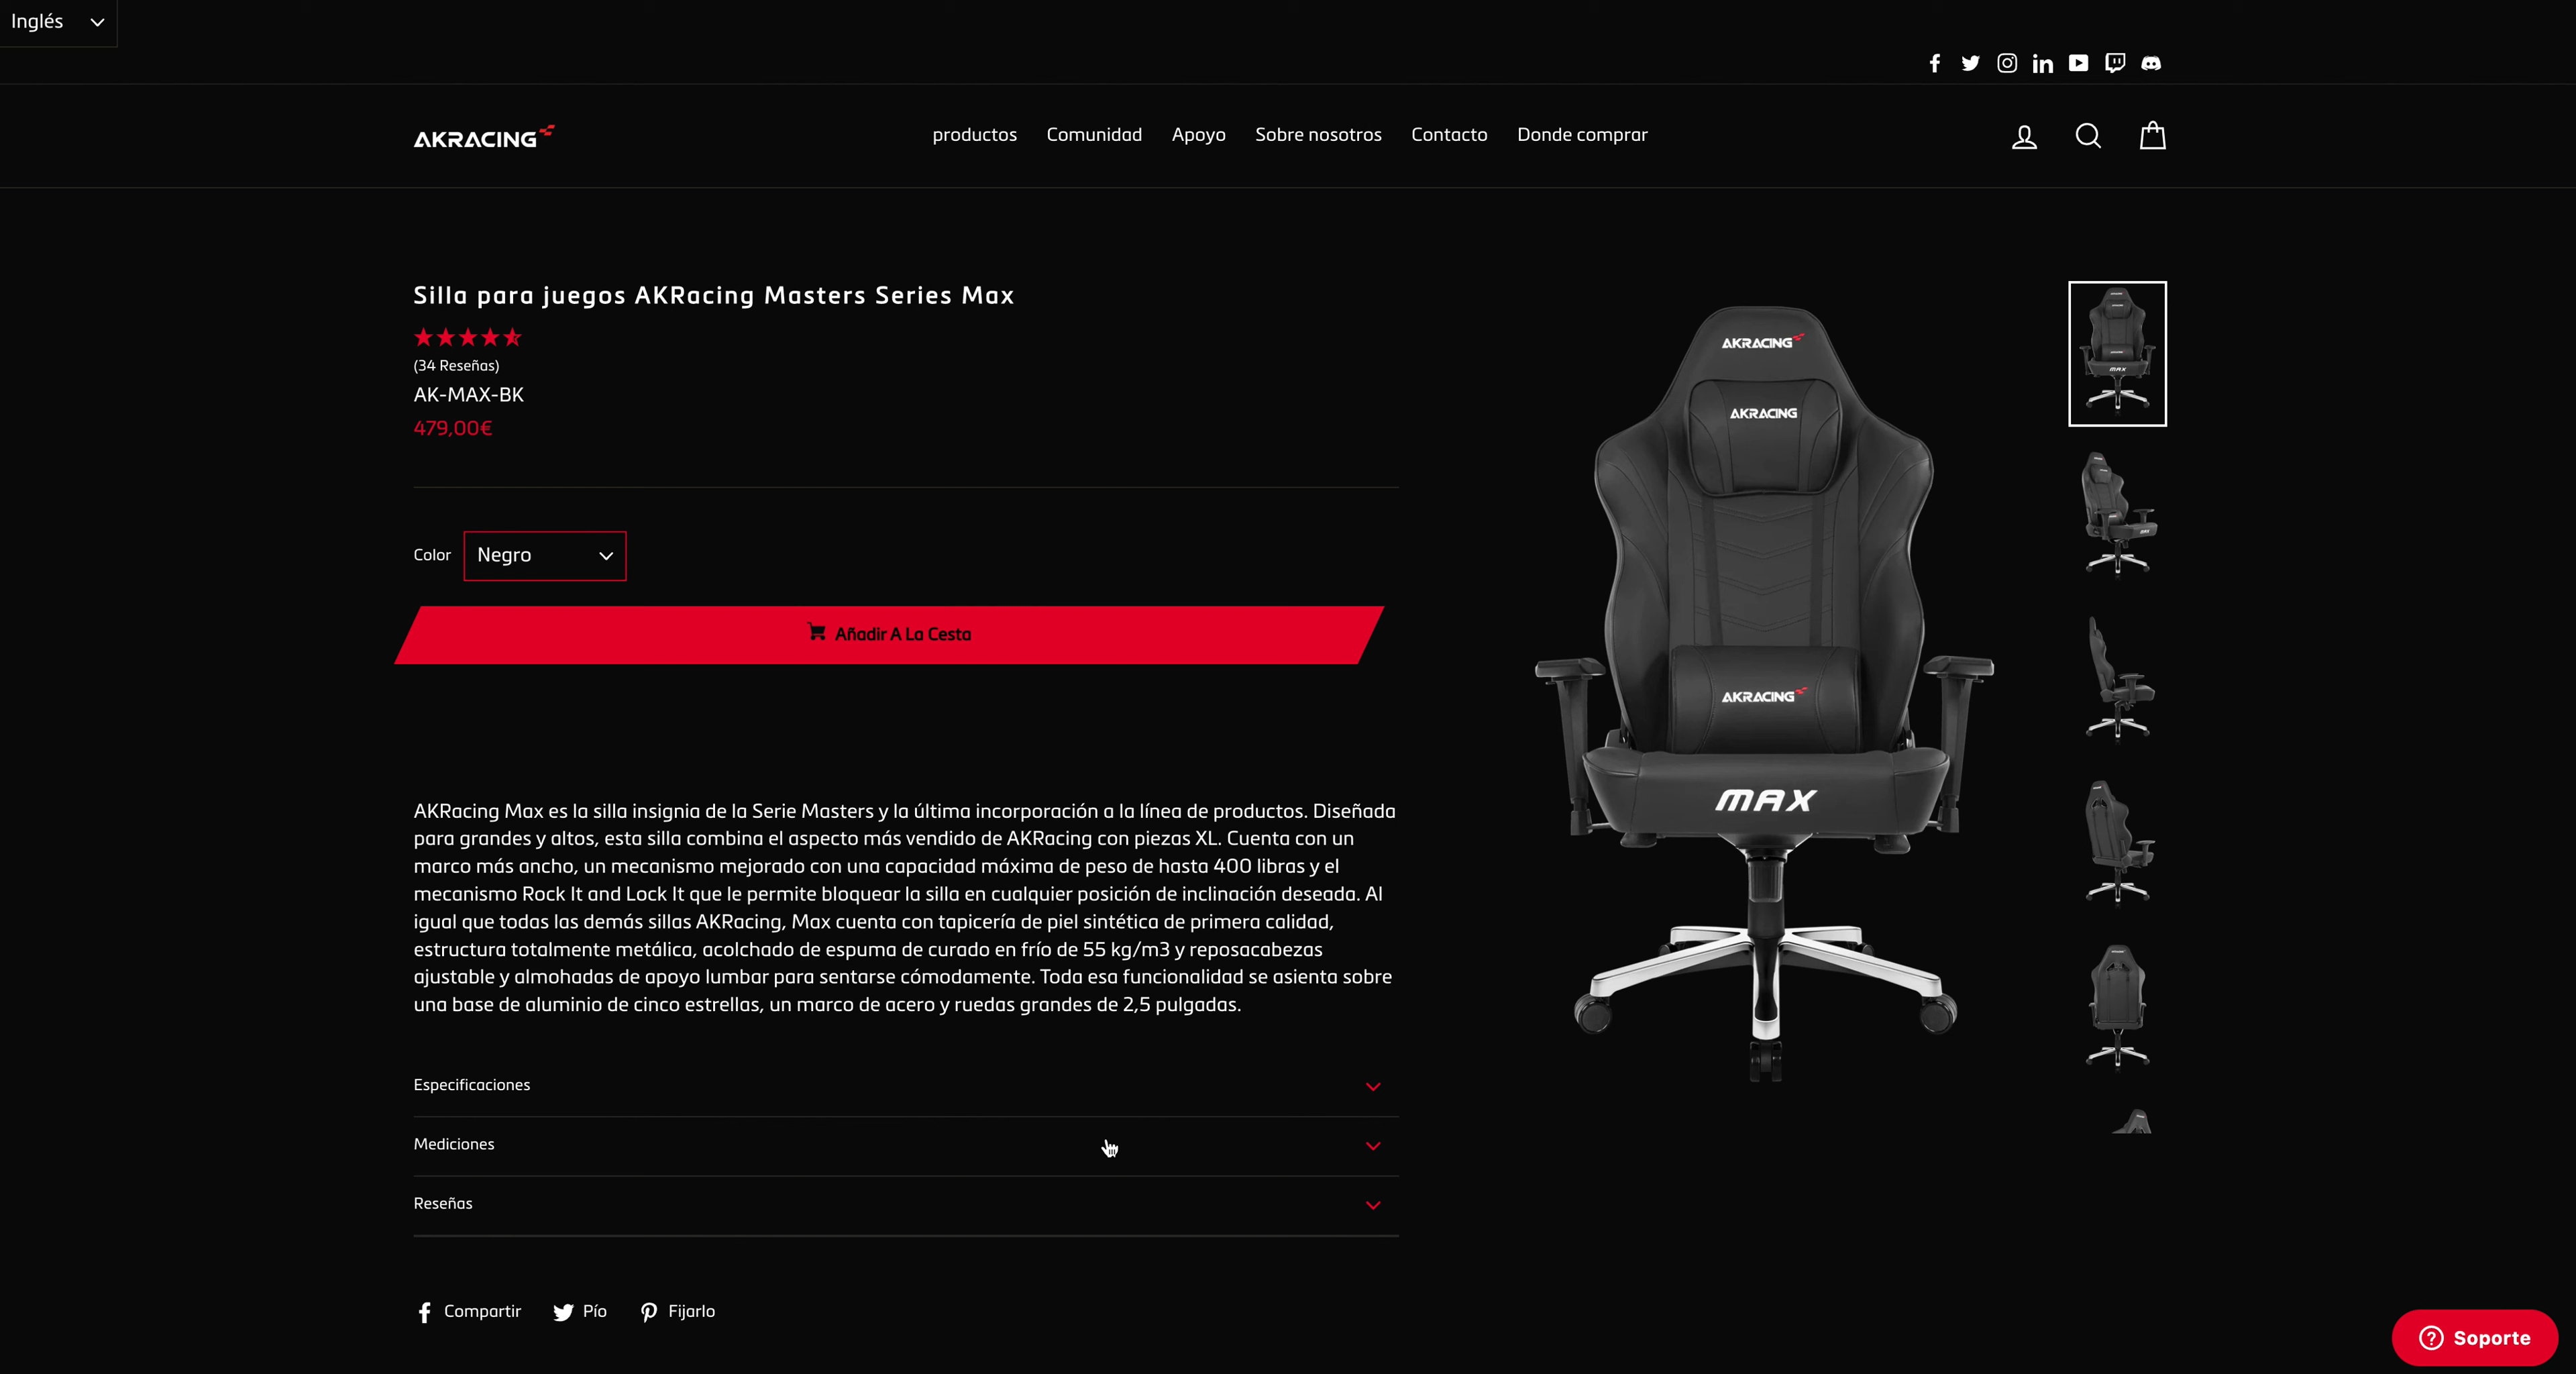 Inglés
AKRACING
productos Comunidad Apoyo Sobre nosotros Contacto Donde comprar
Silla para juegos AKRacing Masters Series Max
(34 Reseñas)
AK-MAX-BK
479,00€
Color Negro
Añadir A La Cesta
AKRacing Max es la silla insignia de la Serie Masters y la última incorporación a la línea de productos. Diseñada
para grandes y altos, esta silla combina el aspecto más vendido de AKRacing con piezas XL. Cuenta con un
marco más ancho, un mecanismo mejorado con una capacidad máxima de peso de hasta 400 libras y el
mecanismo Rock It and Lock It que le permite bloquear la silla en cualquier posición de inclinación deseada. Al
igual que todas las demás sillas AKRacing, Max cuenta con tapicería de piel sintética de primera calidad,
estructura totalmente metálica, acolchado de espuma de curado en frío de 55 kg/m3 y reposacabezas
ajustable y almohadas de apoyo lumbar para sentarse cómodamente. Toda esa funcionalidad se asienta sobre
una base de aluminio de cinco estrellas, un marco de acero y ruedas grandes de 2,5 pulgadas.
Especificaciones
Mediciones
Reseñas
Compartir Pío Fijarlo
AKRACING
AKRACING
AKRACING
MAX
MAX
MAX
Soporte